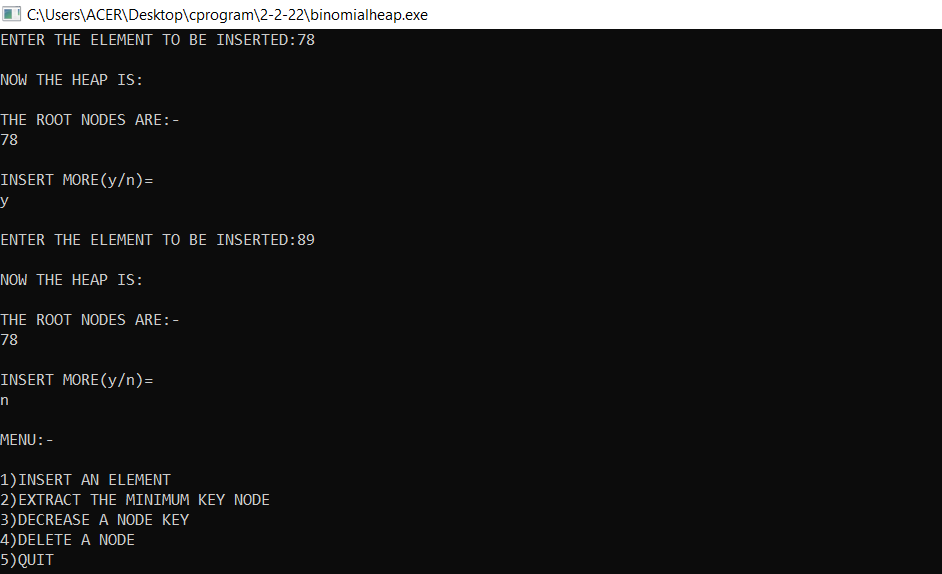 C:\Users\ACER\Desktop\cprogram\2-2-22\binomialheap.exe
ENTER THE ELEMENT TO BE INSERTED:78
NOW THE HEAP IS:
THE ROOT NODES ARE:-
78
INSERT MORE(y/n)=
y
ENTER THE ELEMENT TO BE INSERTED:89
NOW THE HEAP IS:
THE ROOT NODES ARE:-
78
INSERT MORE(y/n)=
n
MENU:-
1)INSERT AN ELEMENT
2)EXTRACT THE MINIMUM KEY NODE
3)DECREASE A NODE KEY
4)DELETE A NODE
5)QUIT